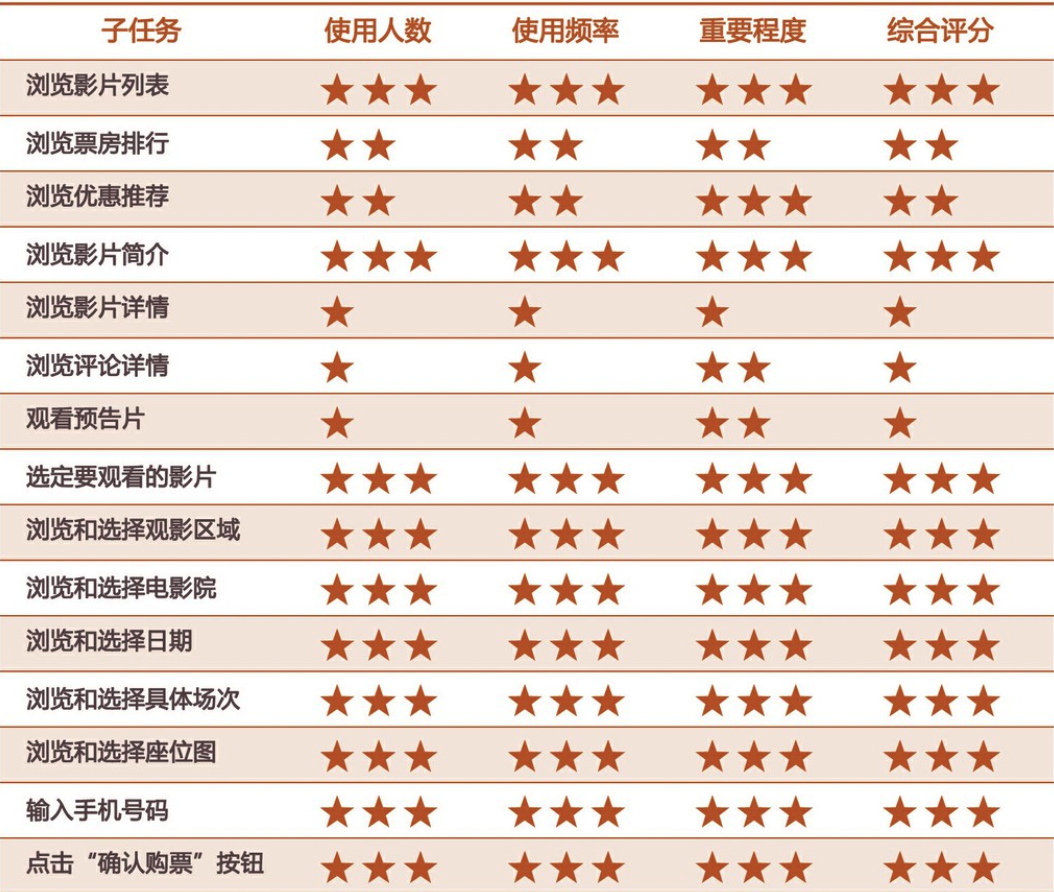 子任务 使用人数 使用频率 重要程度 综合评分
浏览影片列表 ★★★ ★★★ ★★★ ★★★
浏览票房排行 ★★ ★★ ★★ ★★
浏览优惠推荐 ★★ ★★ ★★★ ★★
浏览影片简介 ★★★ ★★★ ★★★ ★★★
浏览影片详情 ★ ★ ★ ★
浏览评论详情 ★ ★ ★★ ★
观看预告片 ★ ★ ★★ ★
选定要观看的影片 ★★★ ★★★ ★★★ ★★★
浏览和选择观影区域 ★★★ ★★★ ★★★ ★★★
浏览和选择电影院 ★★★ ★★★ ★★★ ★★★
浏览和选择日期 ★★★ ★★★ ★★★ ★★★
浏览和选择具体场次 ★★★ ★★★ ★★★ ★★★
浏览和选择座位图 ★★★ ★★★ ★★★ ★★★
输入手机号码 ★★★ ★★★ ★★★ ★★★
点击“确认购票”按钮 ★★★ ★★★ ★★★ ★★★